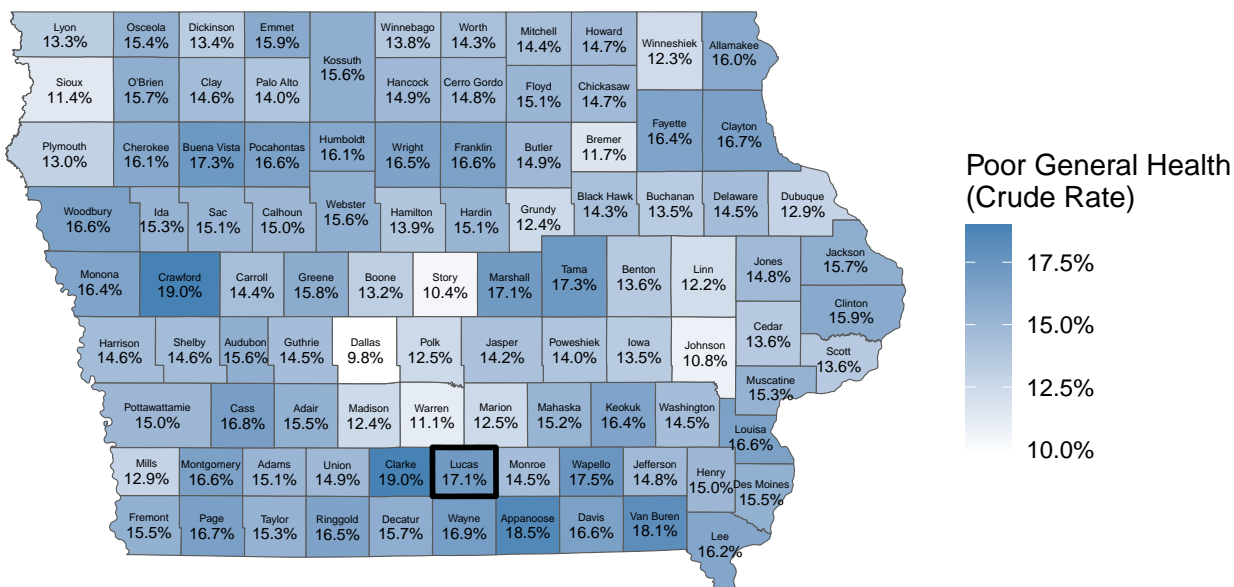 Lyon
13.3%
Osceola
15.4%
Dickinson
13.4%
Emmet
15.9%
Kossuth
15.6%
Winnebago
13.8%
Worth
14.3%
Mitchell
14.4%
Howard
14.7%
Winneshiek
12.3%
Allamakee
16.0%
Sioux
11.4%
O'Brien
15.7%
Clay
14.6%
Palo Alto
14.0%
Hancock
14.9%
Cerro Gordo
14.8%
Floyd
15.1%
Chickasaw
14.7%
Fayette
16.4%
Clayton
16.7%
Plymouth
13.0%
Cherokee
16.1%
Buena Vista
17.3%
Pocahontas
16.6%
Humboldt
16.1%
Wright
16.5%
Franklin
16.6%
Butler
14.9%
Bremer
11.7%
Woodbury
16.6%
Ida
15.3%
Sac
15.1%
Calhoun
15.0%
Webster
15.6%
Hamilton
13.9%
Hardin
15.1%
Grundy
12.4%
Black Hawk
14.3%
Buchanan
13.5%
Delaware
14.5%
Dubuque
12.9%
Monona
16.4%
Crawford
19.0%
Carroll
14.4%
Greene
15.8%
Boone
13.2%
Story
10.4%
Marshall
17.1%
Tama
17.3%
Benton
13.6%
Linn
12.2%
Jones
14.8%
Jackson
15.7%
Clinton
15.9%
Harrison
14.6%
Shelby
14.6%
Audubon
15.6%
Guthrie
14.5%
Dallas
9.8%
Polk
12.5%
Jasper
14.2%
Poweshiek
14.0%
Iowa
13.5%
Johnson
10.8%
Cedar
13.6%
Scott
13.6%
Muscatine
15.3%
Pottawattamie
15.0%
Cass
16.8%
Adair
15.5%
Madison
12.4%
Warren
11.1%
Marion
12.5%
Mahaska
15.2%
Keokuk
16.4%
Washington
14.5%
Louisa
16.6%
Mills
12.9%
Montgomery
16.6%
Adams
15.1%
Union
14.9%
Clarke
19.0%
Lucas
17.1%
Monroe
14.5%
Wapello
17.5%
Jefferson
14.8%
Henry
15.0%
Des Moines
15.5%
Fremont
15.5%
Page
16.7%
Taylor
15.3%
Ringgold
16.5%
Decatur
15.7%
Wayne
16.9%
Appanoose
18.5%
Davis
16.6%
Van Buren
18.1%
Lee
16.2%
Poor General Health
(Crude Rate)
17.5%
15.0%
12.5%
10.0%